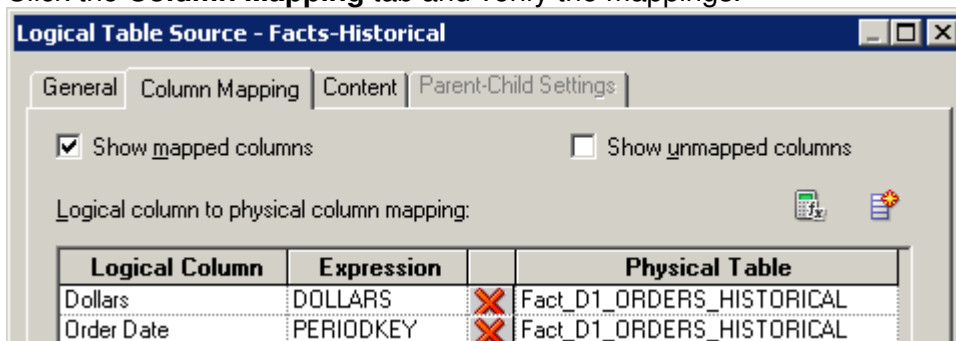 Click the Column Mapping tab and verify the mappings.
Logical Table Source - Facts-Historical
General Column Mapping Content Parent-Child Settings
Show mapped columns Show unmapped columns
Logical column to physical column mapping:
Logical Column Expression Physical Table
Dollars DOLLARS Fact_D1_ORDERS_HISTORICAL
Order Date PERIODKEY Fact_D1_ORDERS_HISTORICAL